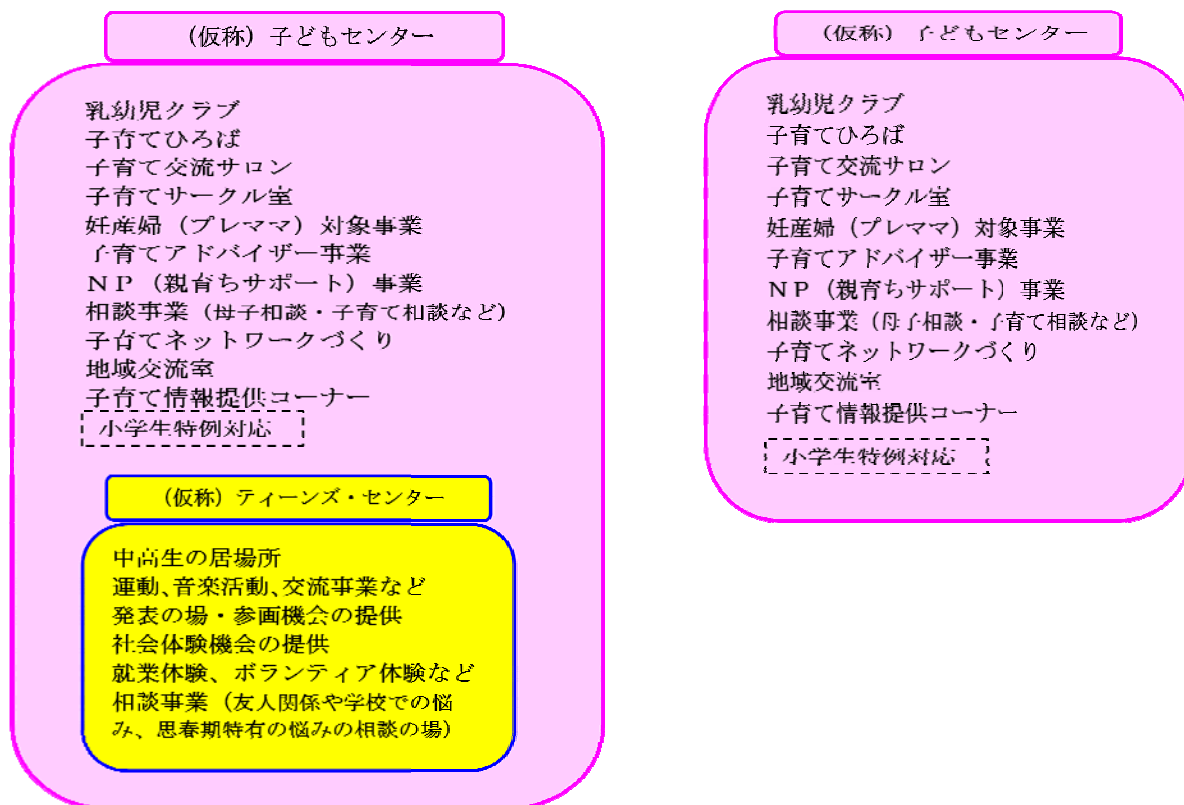 (仮称)子どもセンター
乳幼児クラブ
子育てひろば
子育て交流サロン
子育てサークル室
妊産婦(プレママ)対象事業
子育てアドバイザー事業
NP(親育ちサポート)事業
相談事業(母子相談・子育て相談など)
子育てネットワークづくり
地域交流室
子育て情報提供コーナー
小学生特例対応
(仮称)ティーンズ・センター
中高生の居場所
運動、音楽活動、交流事業など
発表の場・参画機会の提供
社会体験機会の提供
就業体験、ボランティア体験など
相談事業(友人関係や学校での悩
み、思春期特有の悩みの相談の場)
(仮称)子どもセンター
乳幼児クラブ
子育てひろば
子育て交流サロン
子育てサークル室
妊産婦(プレママ)対象事業
子育てアドバイザー事業
NP(親育ちサポート)事業
相談事業(母子相談・子育て相談など)
子育てネットワークづくり
地域交流室
子育て情報提供コーナー
小学生特例対応